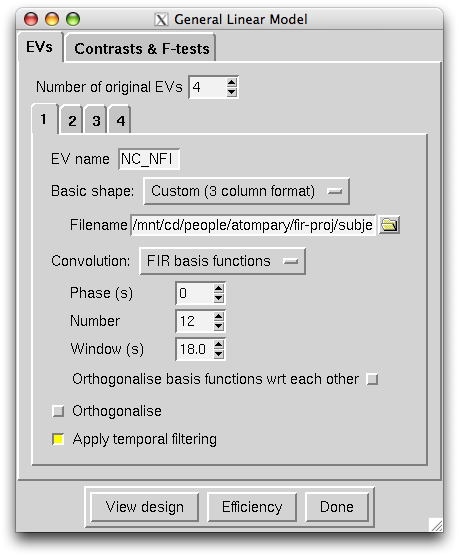 General Linear Model
EVs Contrasts & F-tests
Number of original EVs 4
1 2 3 4
EV name NC_NFI
Basic shape: Custom (3 column format)
Filename /mnt/cd/people/atompary/fir-proj/subje
Convolution: FIR basis functions
Phase (s) 0
Number 12
Window (s) 18.0
Orthogonalise basis functions wrt each other
Orthogonalise
Apply temporal filtering
View design Efficiency Done